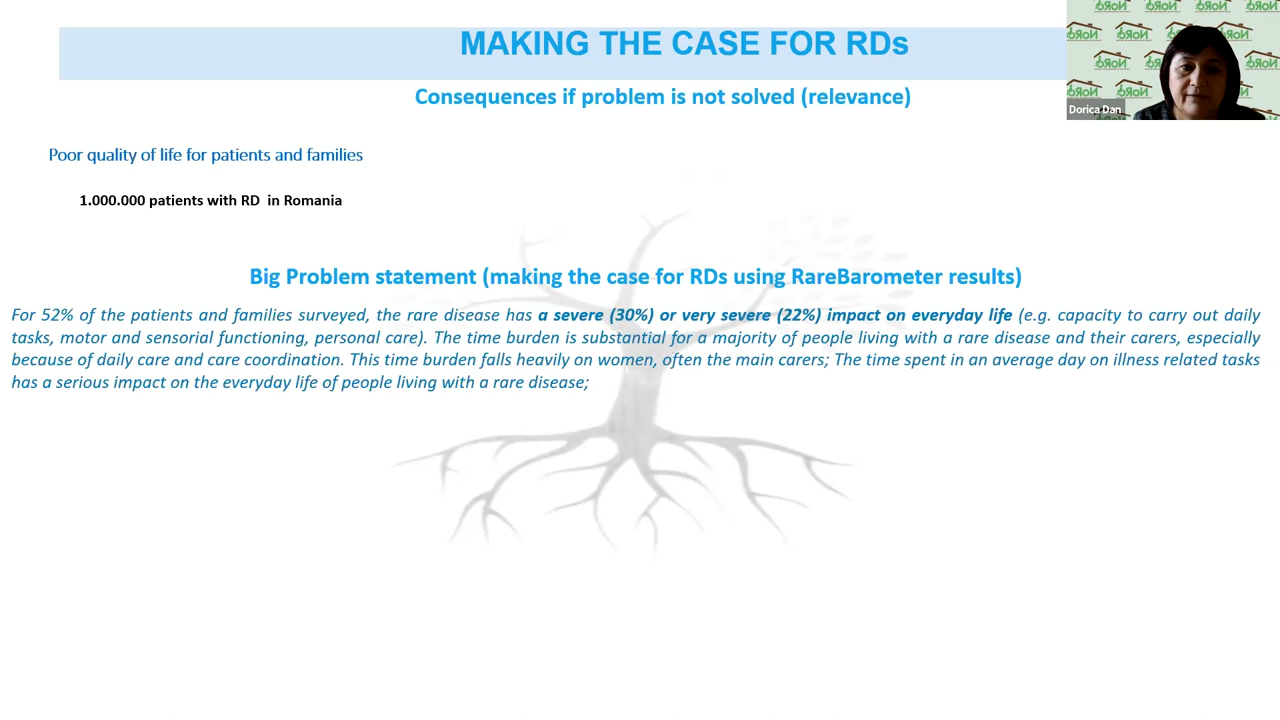 MAKING THE CASE FOR RDs
Consequences if problem is not solved (relevance)
Dorica Dan
Poor quality of life for patients and families
1.000.000 patients with RD in Romania
Big Problem statement (making the case for RDs using RareBarometer results)
For 52% of the patients and families surveyed, the rare disease has a severe (30%) or very severe (22%) impact on everyday life (e.g. capacity to carry out daily
tasks, motor and sensorial functioning, personal care). The time burden is substantial for a majority of people living with a rare disease and their carers, especially
because of daily care and care coordination. This time burden falls heavily on women, often the main carers; The time spent in an average day on illness related tasks
has a serious impact on the everyday life of people living with a rare disease;